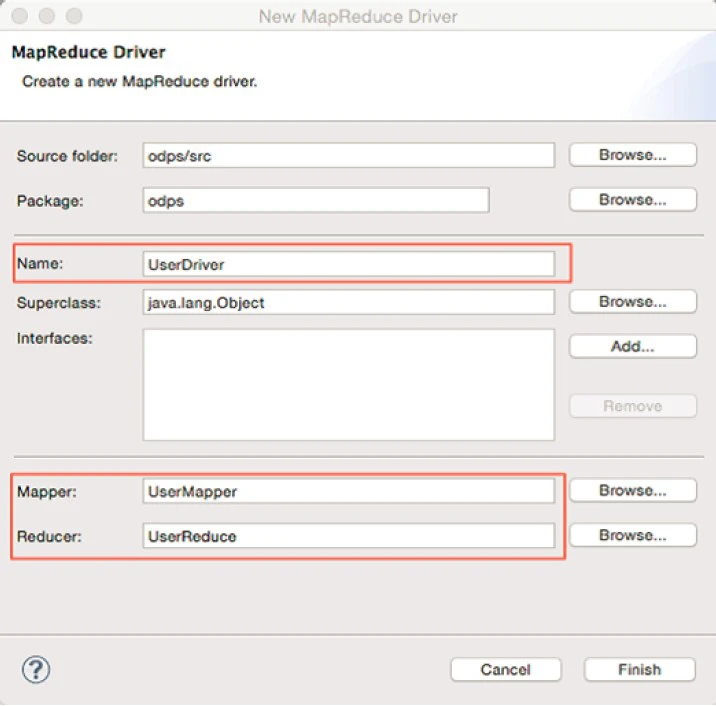 New MapReduce Driver
MapReduce Driver
Create a new MapReduce driver.
Source folder: odps/src Browse...
Package: odps Browse...
Name: UserDriver
Superclass: java.lang.Object Browse...
Interfaces:
Add...
Remove
Mapper: UserMapper Browse...
Reducer: UserReduce Browse...
? Cancel Finish